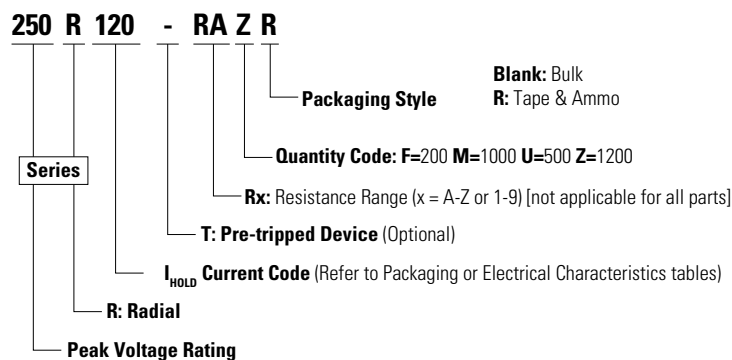 250 R 120 - RA Z R
Blank: Bulk
Packaging Style R: Tape & Ammo
Quantity Code: F=200 M=1000 U=500 Z=1200
Series
Rx: Resistance Range (x = A-Z or 1-9) [not applicable for all parts]
T: Pre-tripped Device (Optional)
IHOLD Current Code (Refer to Packaging or Electrical Characteristics tables)
R: Radial
Peak Voltage Rating